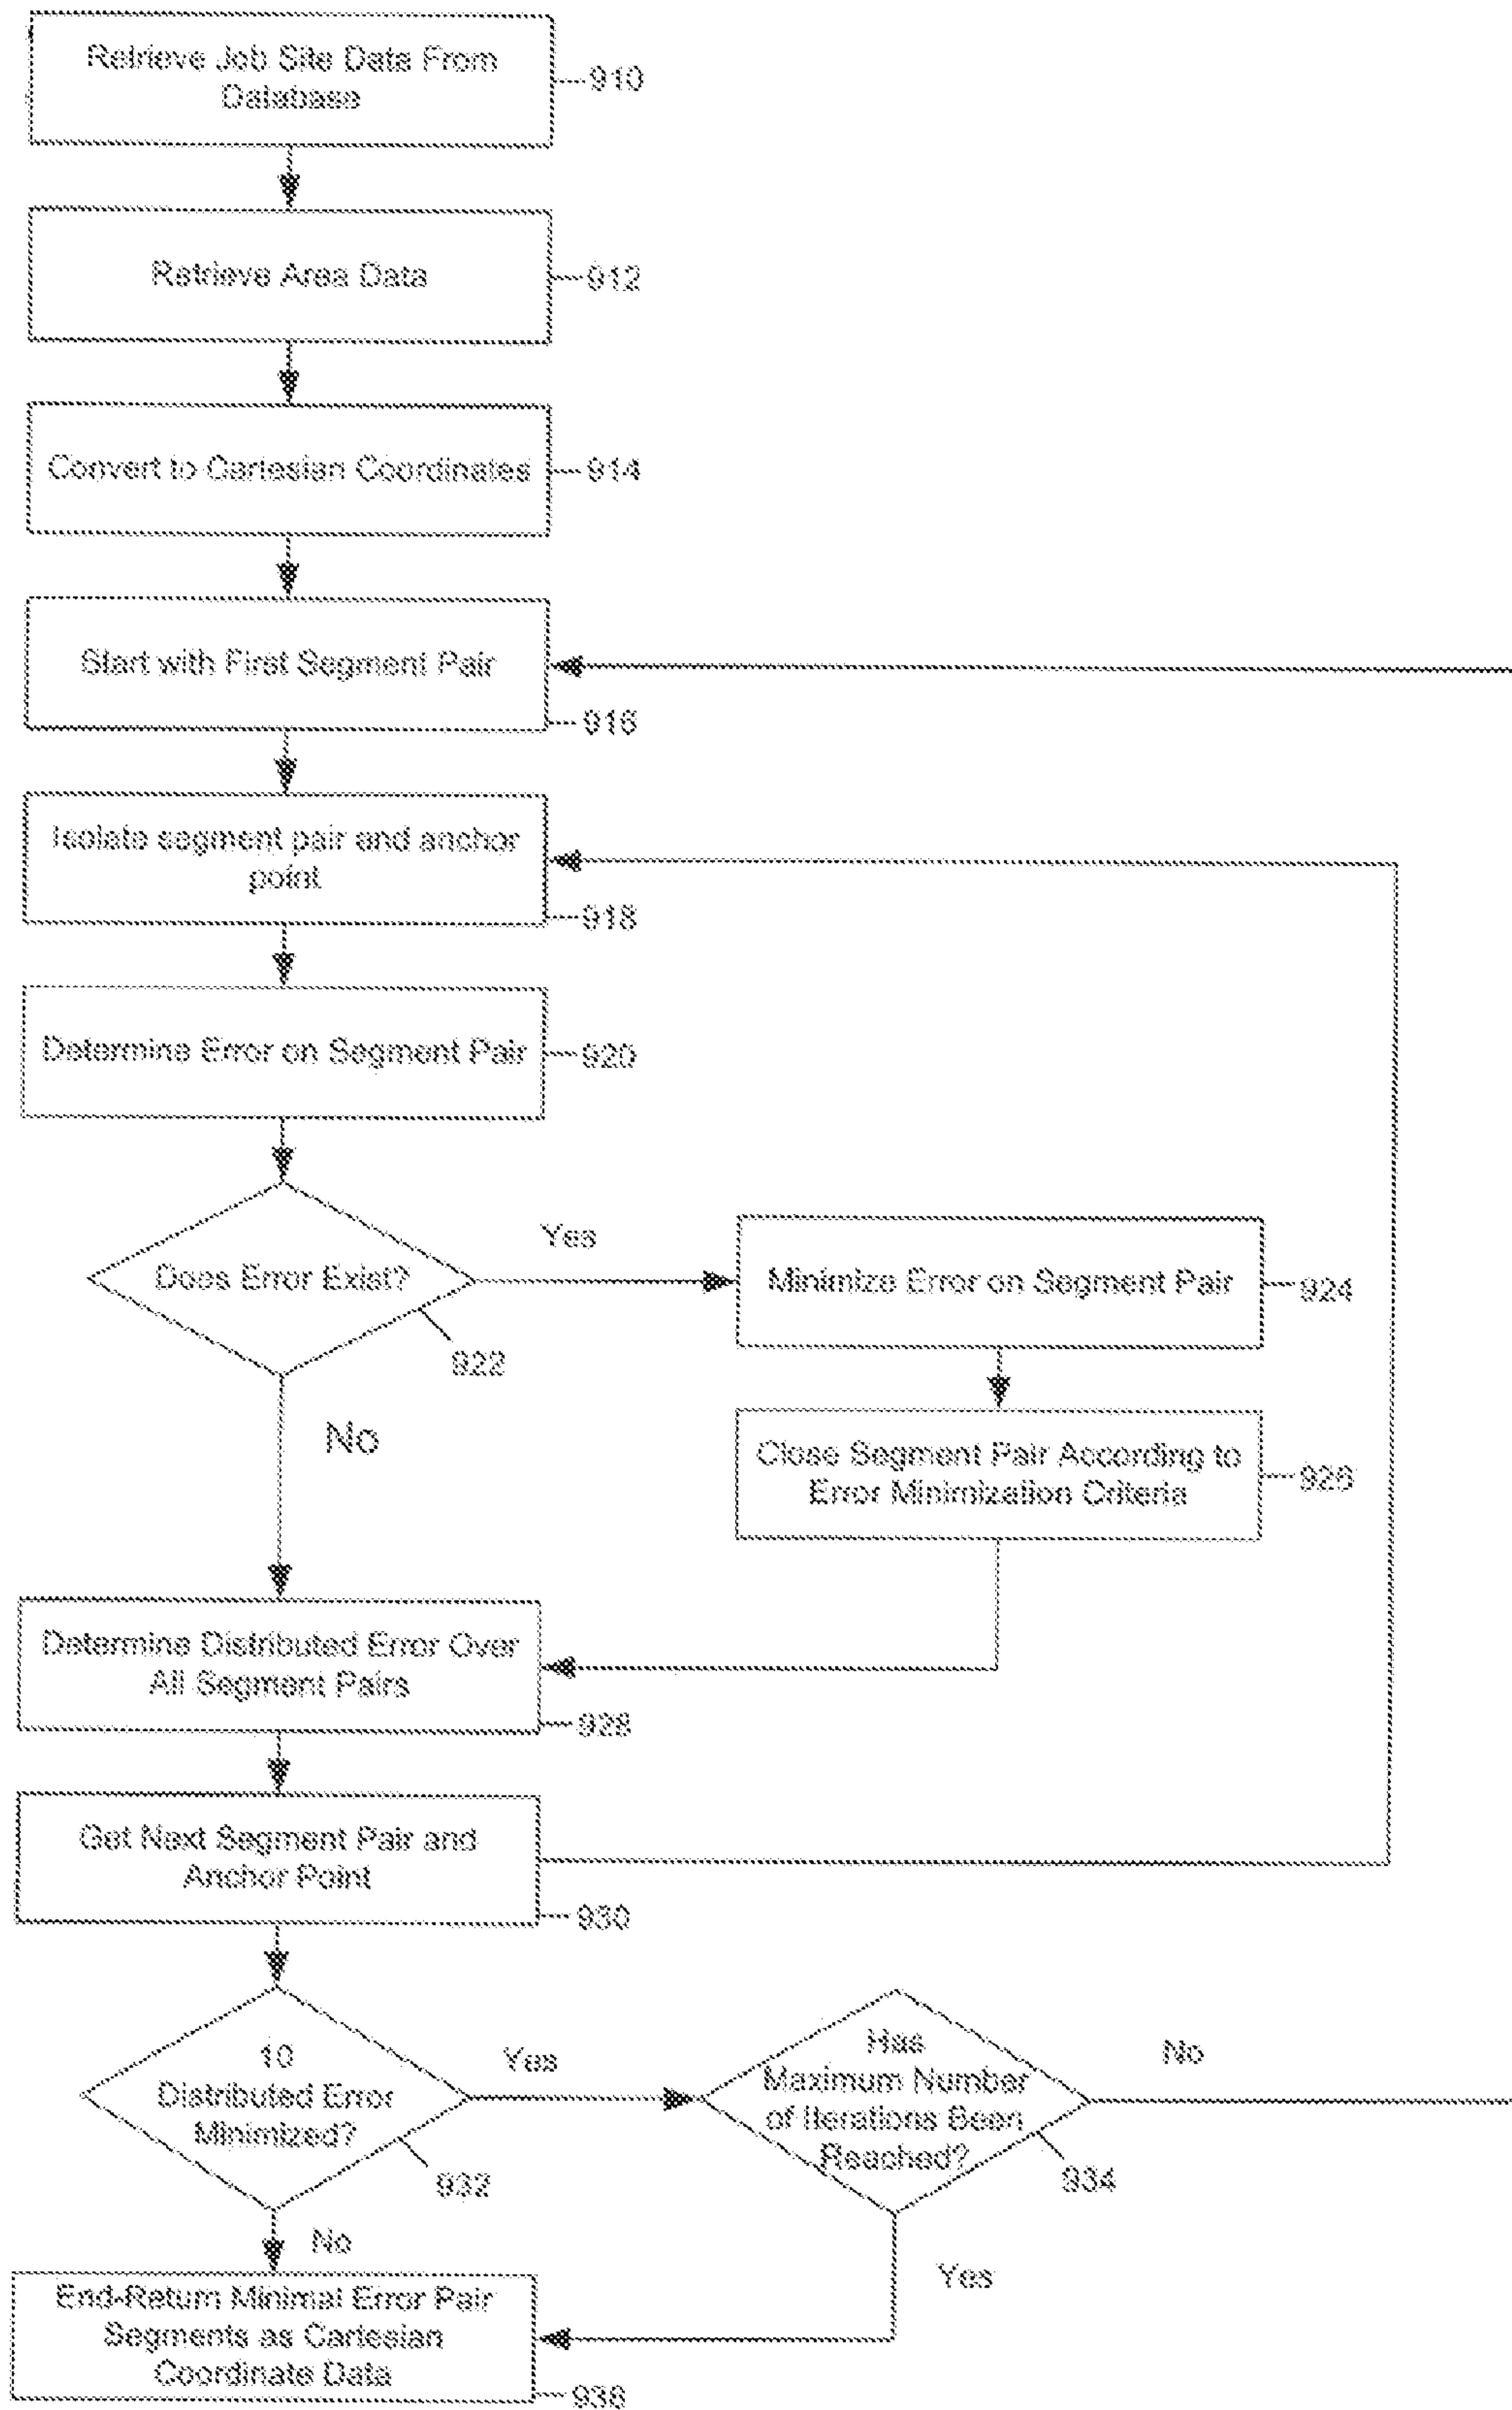 Retrieve Job Site Data From
Database
910
Retrieve Area Data
912
Convert to Cartesian Coordinates
914
Start with First Segment Pair
916
Isolate segment pair and anchor
point
918
Determine Error on Segment Pair
920
Does Error Exist?
Yes
922
No
Minimize Error on Segment Pair
924
Close Segment Pair According to
Error Minimization Criteria
926
Determine Distributed Error Over
All Segment Pairs
928
Get Next Segment Pair and
Anchor Point
930
10
Distributed Error
Minimized?
Yes
932
No
Has
Maximum Number
of Iterations Been
Reached?
No
934
Yes
End-Return Minimal Error Pair
Segments as Cartesian
Coordinate Data
936